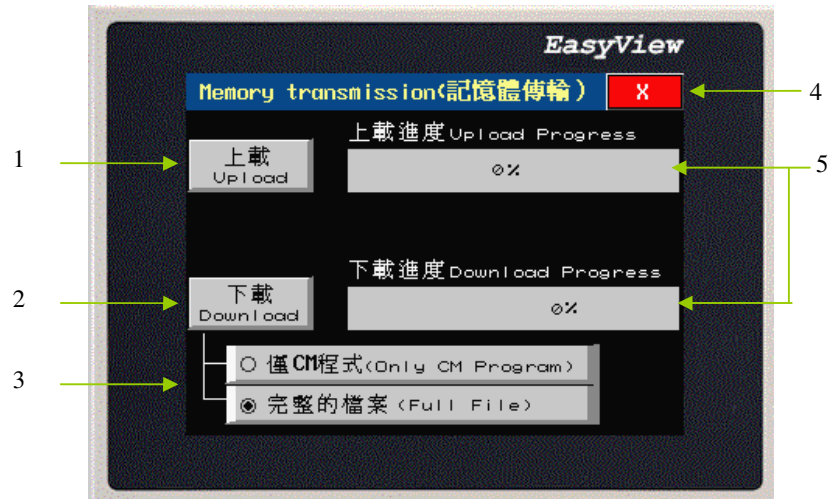 EasyView
Memory transmission(記憶體傳輸)
X
4
1
上載
Upload
上載進度Upload Progress
0%
5
2
下載
Download
下載進度Download Progress
0%
3
僅CM程式(Only CM Program)
完整的檔案(Full File)